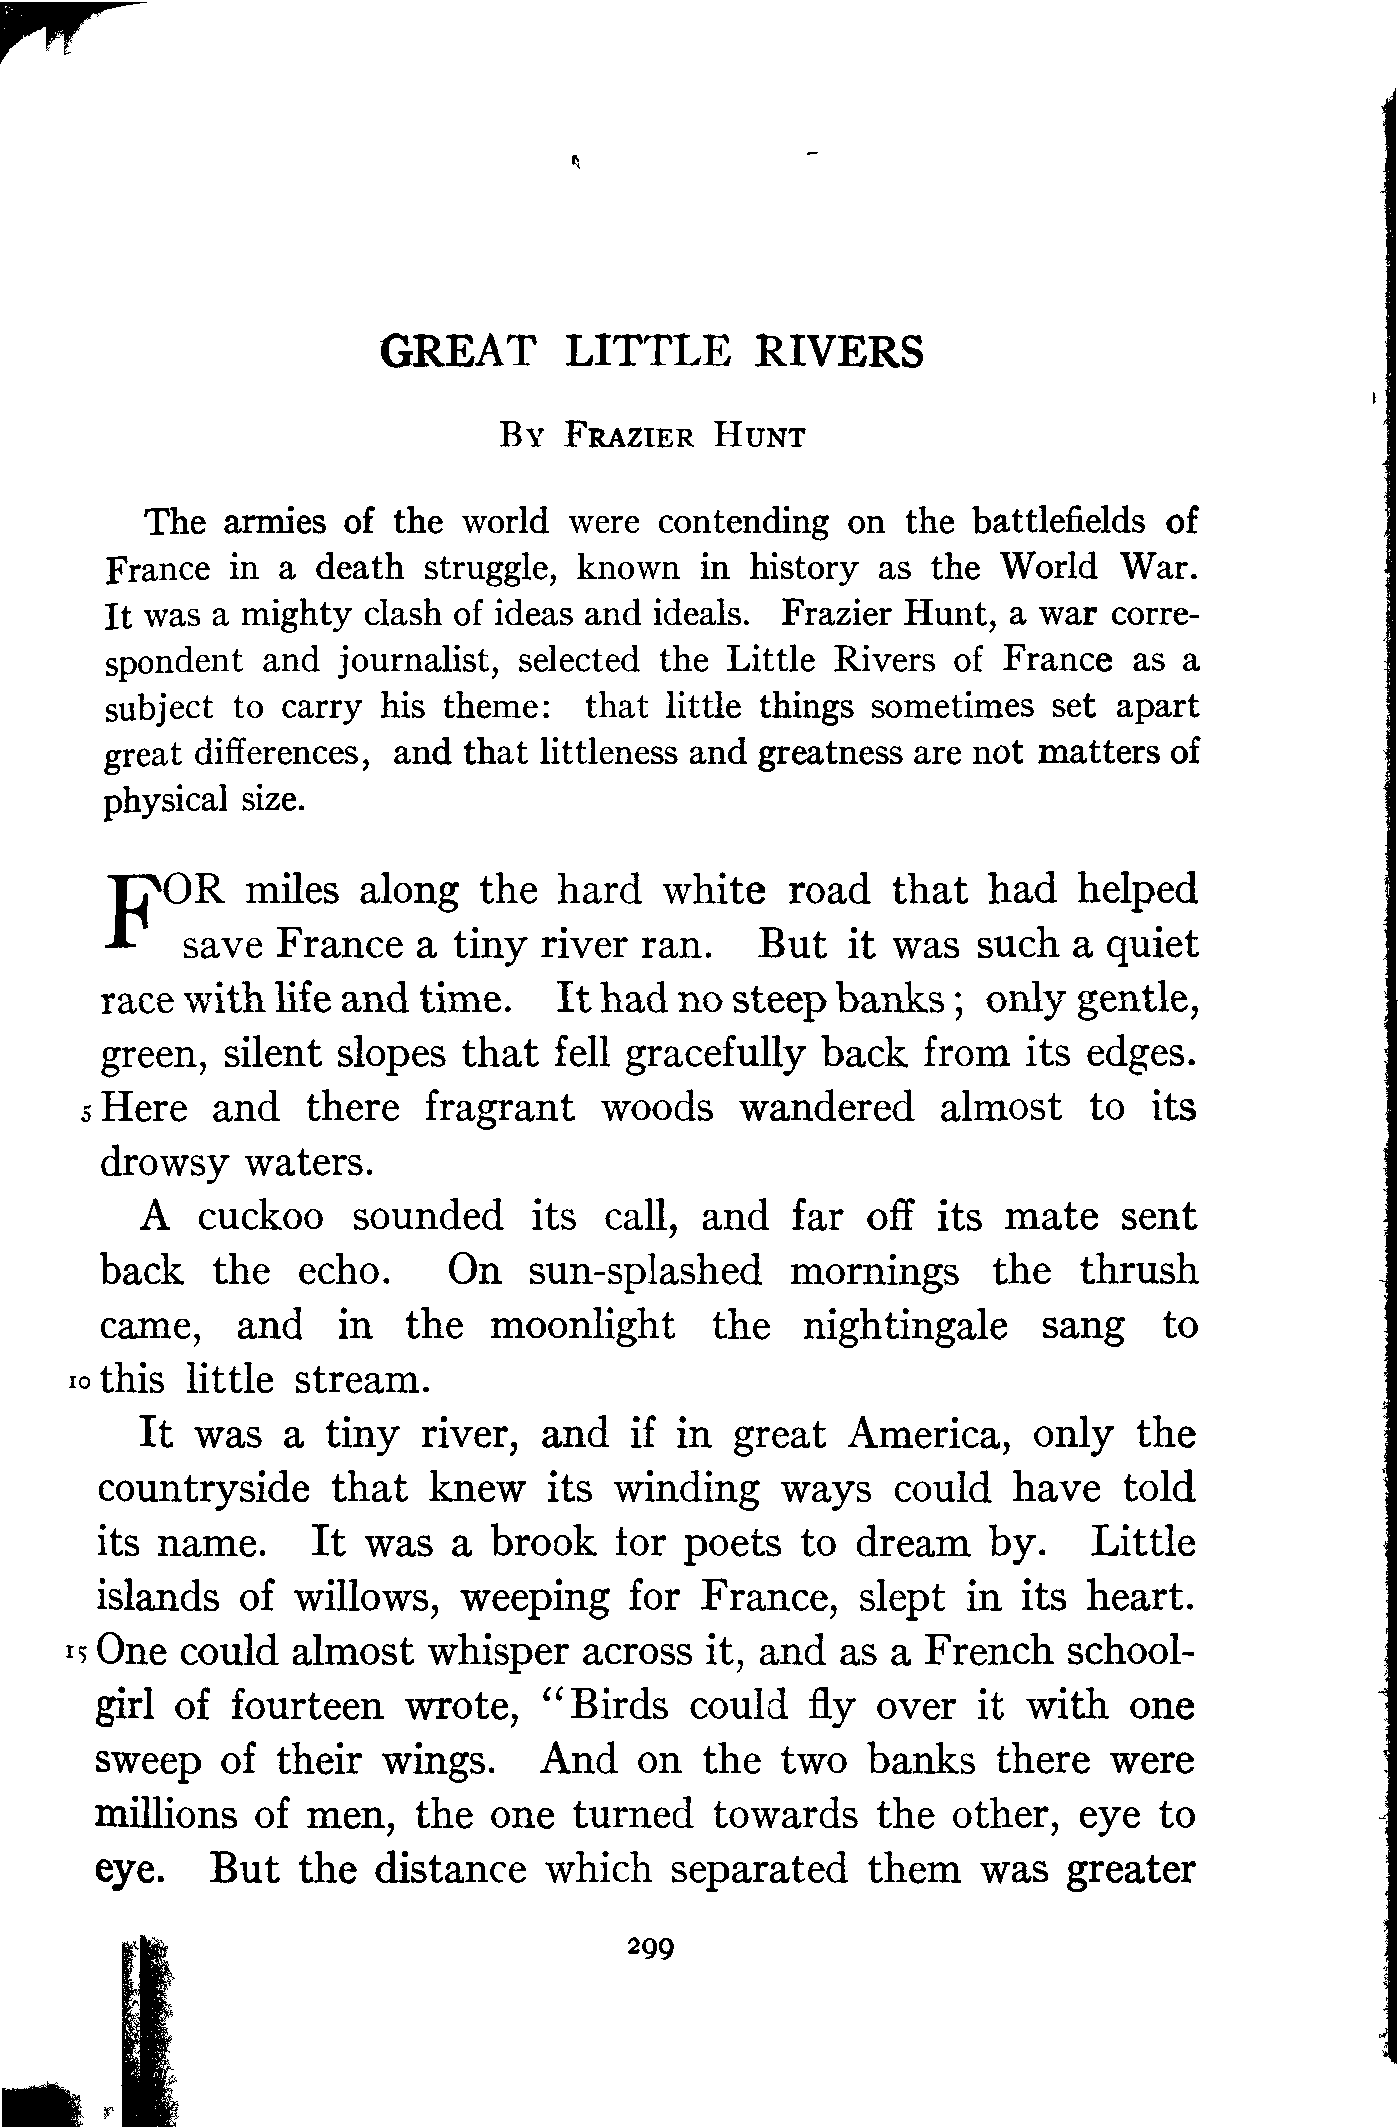 GREAT LITTLE RIVERS
BY FRAZIER HUNT
The armies of the world were contending on the battlefields of
France in a death struggle, known in history as the World War.
It was a mighty clash of ideas and ideals. Frazier Hunt, a war corre-
spondent and journalist, selected the Little Rivers of France as a
subject to carry his theme: that little things sometimes set apart
great differences, and that littleness and greatness are not matters of
physical size.
FOR miles along the hard white road that had helped
save France a tiny river ran. But it was such a quiet
race with life and time. It had no steep banks; only gentle,
green, silent slopes that fell gracefully back from its edges.
5 Here and there fragrant woods wandered almost to its
drowsy waters.
A cuckoo sounded its call, and far off its mate sent
back the echo. On sun-splashed mornings the thrush
came, and in the moonlight the nightingale sang to
10 this little stream.
It was a tiny river, and if in great America, only the
countryside that knew its winding ways could have told
its name. It was a brook for poets to dream by. Little
islands of willows, weeping for France, slept in its heart.
15 One could almost whisper across it, and as a French school-
girl of fourteen wrote, "Birds could fly over it with one
sweep of their wings. And on the two banks there were
millions of men, the one turned towards the other, eye to
eye. But the distance which separated them was greater
299